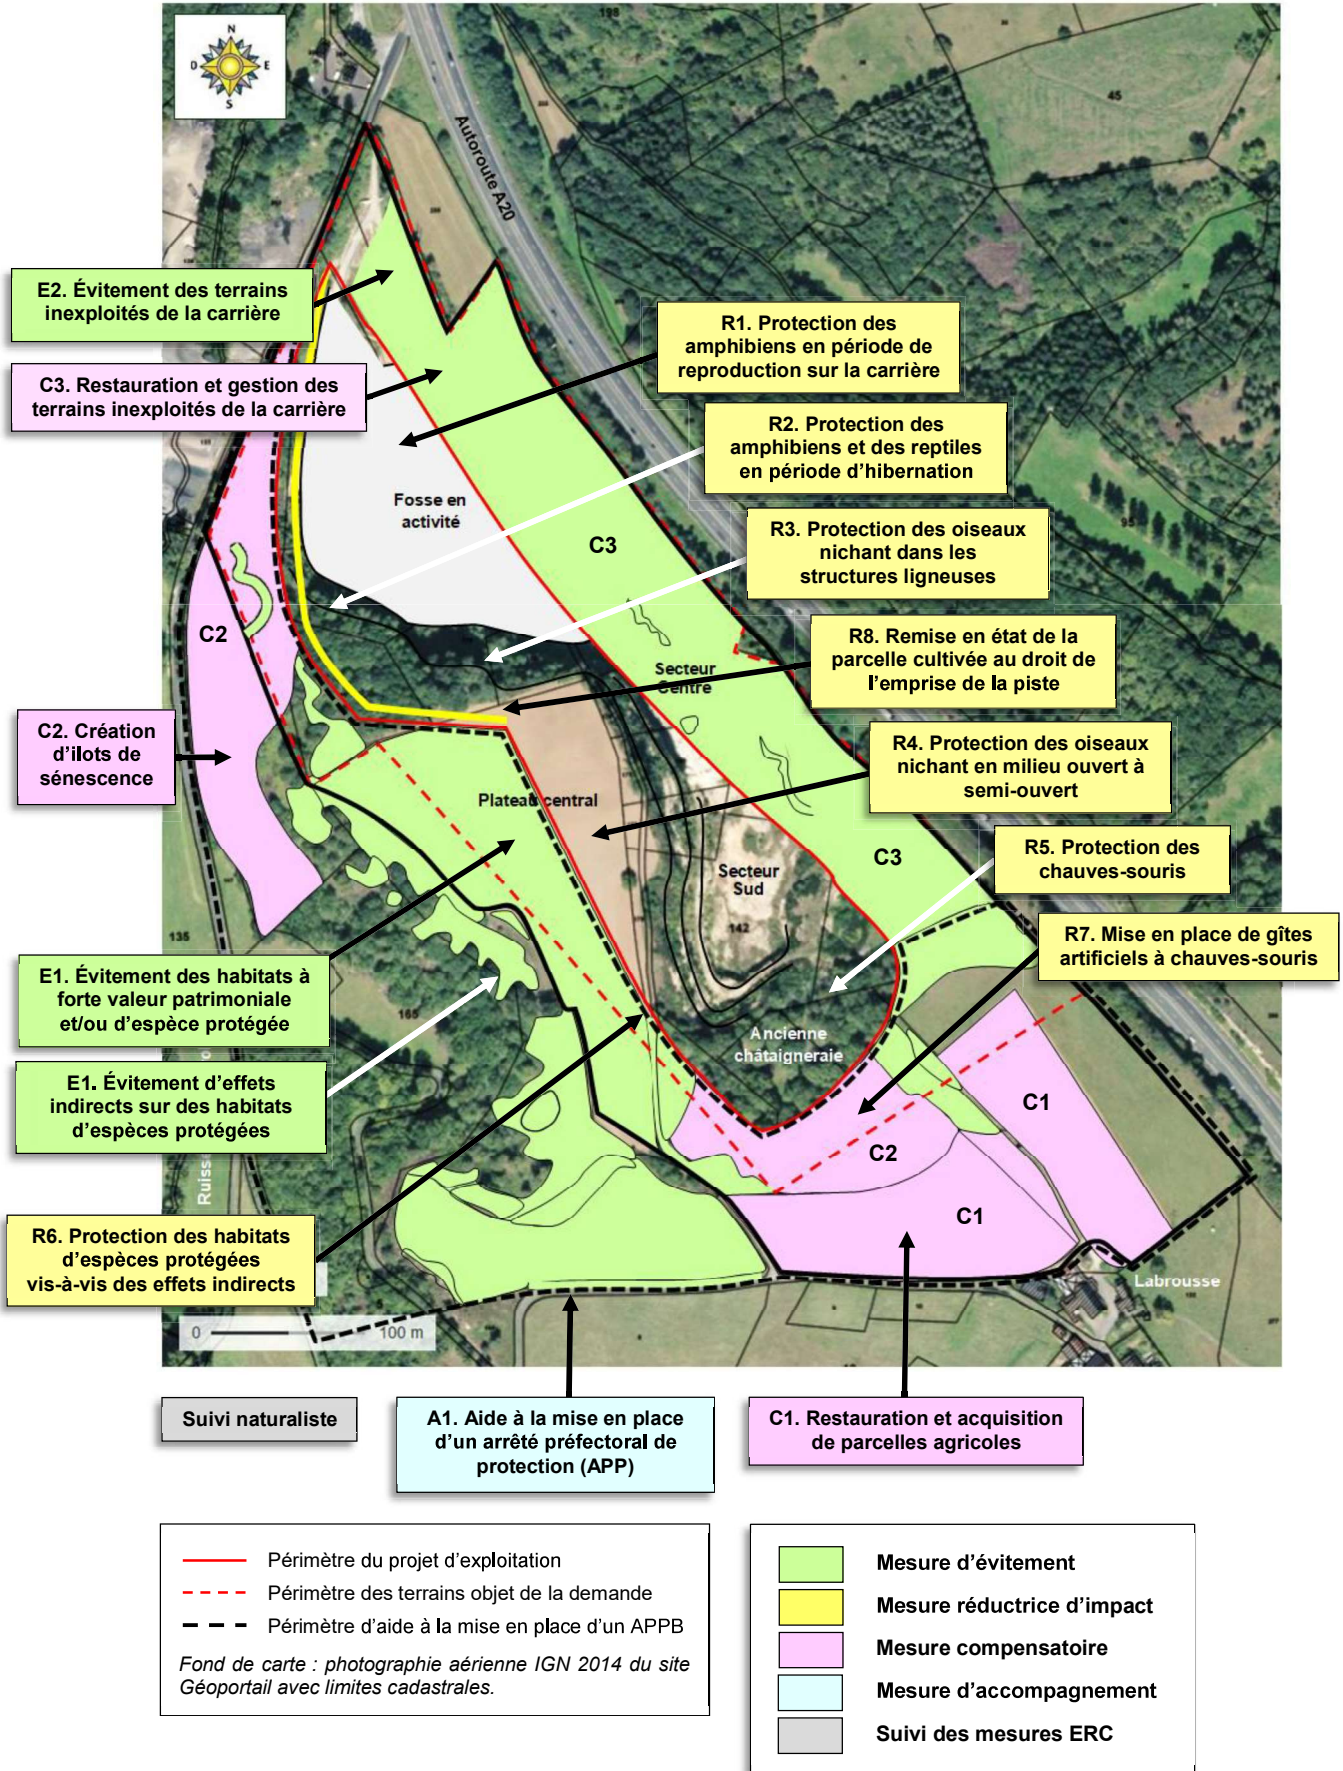 N
O
E
S
198
45
Autoroute A20
E2. Évitement des terrains
inexploités de la carrière
R1. Protection des
amphibiens en période de
reproduction sur la carrière
C3. Restauration et gestion des
terrains inexploités de la carrière
R2. Protection des
amphibiens et des reptiles
en période d'hibernation
Fosse en
activité
R3. Protection des oiseaux
nichant dans les
structures ligneuses
95
C3
C2
R8. Remise en état de la
parcelle cultivée au droit de
l'emprise de la piste
Secteur
Centre
C2. Création
d'ilots de
sénescence
R4. Protection des oiseaux
nichant en milieu ouvert à
semi-ouvert
Plateau central
R5. Protection des
chauves-souris
C3
Secteur
Sud
142
135
R7. Mise en place de gîtes
artificiels à chauves-souris
E1. Évitement des habitats à
forte valeur patrimoniale
et/ou d'espèce protégée
165
Ancienne
châtaigneraie
E1. Évitement d'effets
indirects sur des habitats
d'espèces protégées
C1
C2
C1
R6. Protection des habitats
d'espèces protégées
vis-à-vis des effets indirects
Labrousse
0 100 m
Suivi naturaliste
A1. Aide à la mise en place
d'un arrêté préfectoral de
protection (APP)
C1. Restauration et acquisition
de parcelles agricoles
Périmètre du projet d'exploitation
Périmètre des terrains objet de la demande
Périmètre d'aide à la mise en place d'un APPB
Fond de carte : photographie aérienne IGN 2014 du site
Géoportail avec limites cadastrales.
Mesure d'évitement
Mesure réductrice d'impact
Mesure compensatoire
Mesure d'accompagnement
Suivi des mesures ERC